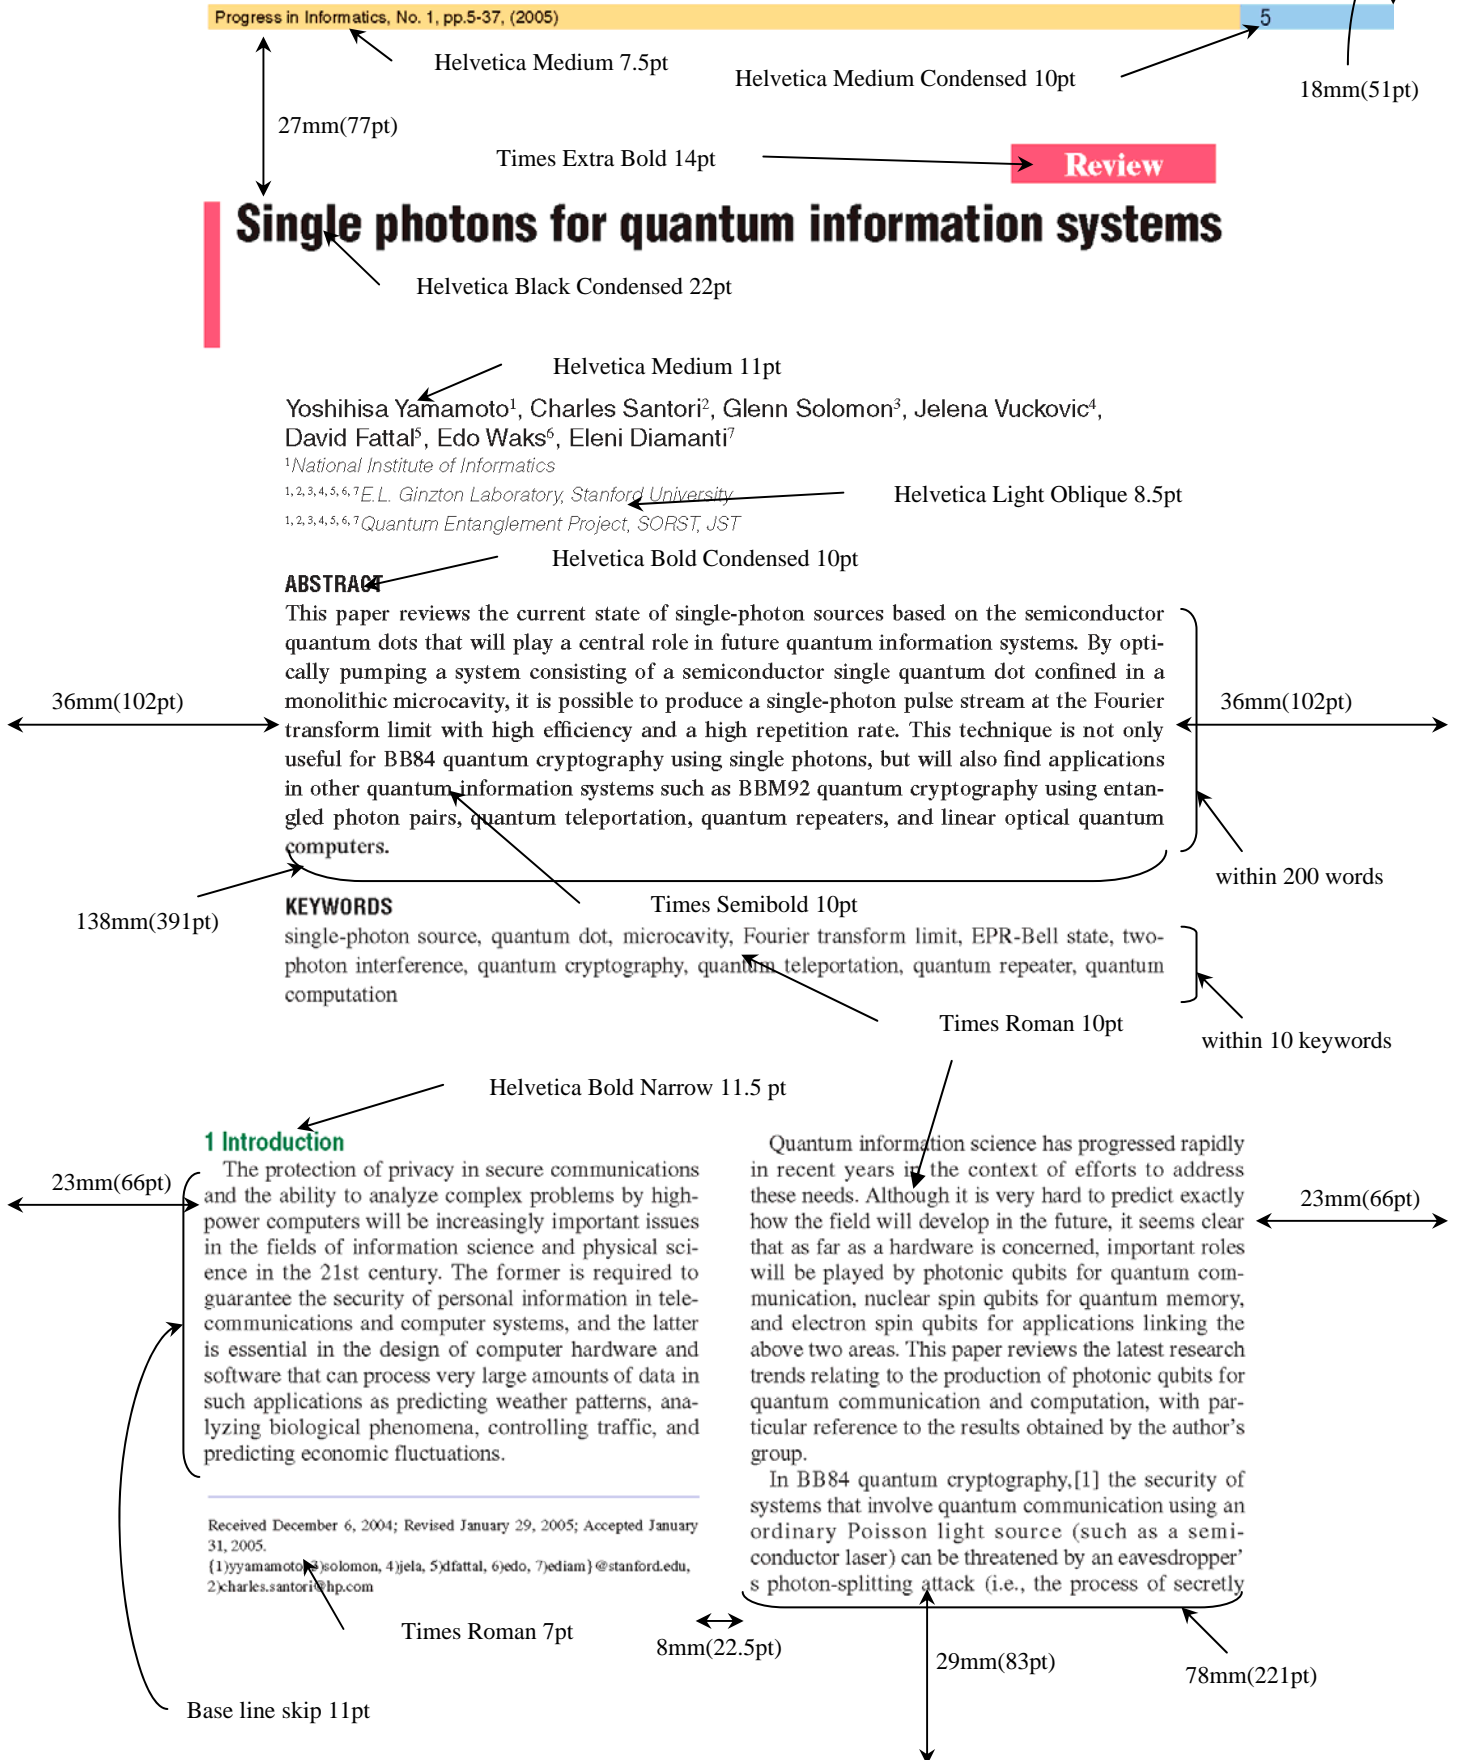 Progress in Informatics, No. 1, pp.5-37, (2005)
5
Helvetica Medium 7.5pt
Helvetica Medium Condensed 10pt
18mm(51pt)
27mm(77pt)
Times Extra Bold 14pt
Review
Single photons for quantum information systems
Helvetica Black Condensed 22pt
Helvetica Medium 11pt
Yoshihisa Yamamoto1, Charles Santori2, Glenn Solomon3, Jelena Vuckovic4,
David Fattal5, Edo Waks6, Eleni Diamanti7
1National Institute of Informatics
1, 2, 3, 4, 5, 6, 7E.L. Ginzton Laboratory, Stanford University
Helvetica Light Oblique 8.5pt
1, 2, 3, 4, 5, 6, 7Quantum Entanglement Project, SORST, JST
Helvetica Bold Condensed 10pt
ABSTRACT
This paper reviews the current state of single-photon sources based on the semiconductor
quantum dots that will play a central role in future quantum information systems. By opti-
cally pumping a system consisting of a semiconductor single quantum dot confined in a
monolithic microcavity, it is possible to produce a single-photon pulse stream at the Fourier
transform limit with high efficiency and a high repetition rate. This technique is not only
useful for BB84 quantum cryptography using single photons, but will also find applications
in other quantum information systems such as BBM92 quantum cryptography using entan-
gled photon pairs, quantum teleportation, quantum repeaters, and linear optical quantum
computers.
36mm(102pt)
36mm(102pt)
within 200 words
138mm(391pt)
Times Semibold 10pt
KEYWORDS
single-photon source, quantum dot, microcavity, Fourier transform limit, EPR-Bell state, two-
photon interference, quantum cryptography, quantum teleportation, quantum repeater, quantum
computation
Times Roman 10pt
within 10 keywords
Helvetica Bold Narrow 11.5 pt
1 Introduction
The protection of privacy in secure communications
and the ability to analyze complex problems by high-
power computers will be increasingly important issues
in the fields of information science and physical sci-
ence in the 21st century. The former is required to
guarantee the security of personal information in tele-
communications and computer systems, and the latter
is essential in the design of computer hardware and
software that can process very large amounts of data in
such applications as predicting weather patterns, ana-
lyzing biological phenomena, controlling traffic, and
predicting economic fluctuations.
23mm(66pt)
Received December 6, 2004; Revised January 29, 2005; Accepted January
31, 2005.
{1)yyamamoto, 3)solomon, 4)jela, 5)dfattal, 6)edo, 7)ediam}@stanford.edu,
2)charles.santori@hp.com
Times Roman 7pt
Base line skip 11pt
Quantum information science has progressed rapidly
in recent years in the context of efforts to address
these needs. Although it is very hard to predict exactly
how the field will develop in the future, it seems clear
that as far as a hardware is concerned, important roles
will be played by photonic qubits for quantum com-
munication, nuclear spin qubits for quantum memory,
and electron spin qubits for applications linking the
above two areas. This paper reviews the latest research
trends relating to the production of photonic qubits for
quantum communication and computation, with par-
ticular reference to the results obtained by the author's
group.
In BB84 quantum cryptography,[1] the security of
systems that involve quantum communication using an
ordinary Poisson light source (such as a semi-
conductor laser) can be threatened by an eavesdropper'
s photon-splitting attack (i.e., the process of secretly
23mm(66pt)
8mm(22.5pt)
29mm(83pt)
78mm(221pt)